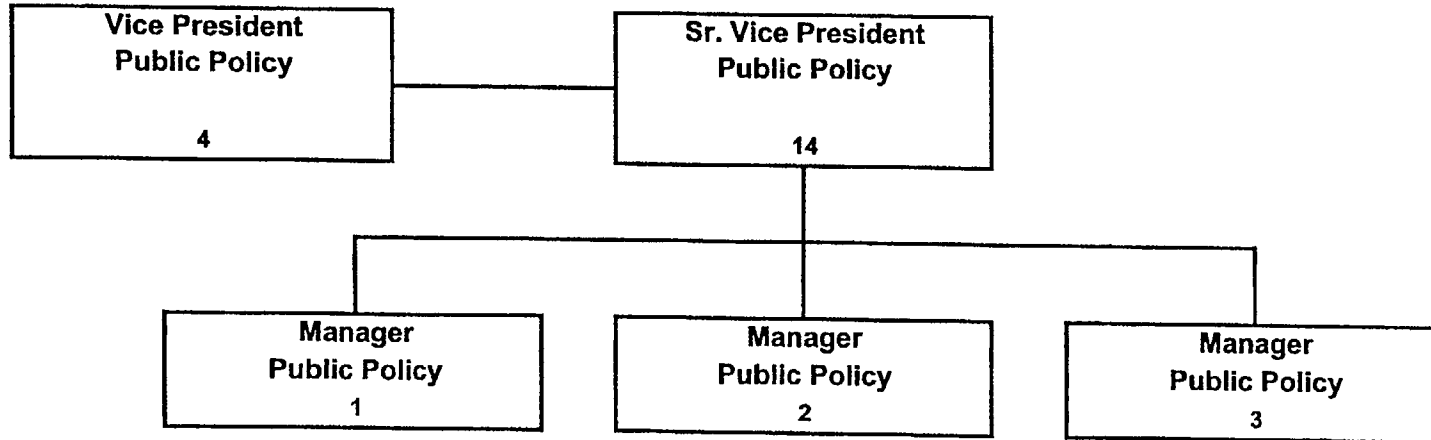 Vice President
Public Policy
4
Sr. Vice President
Public Policy
14
Manager
Public Policy
1
Manager
Public Policy
2
Manager
Public Policy
3